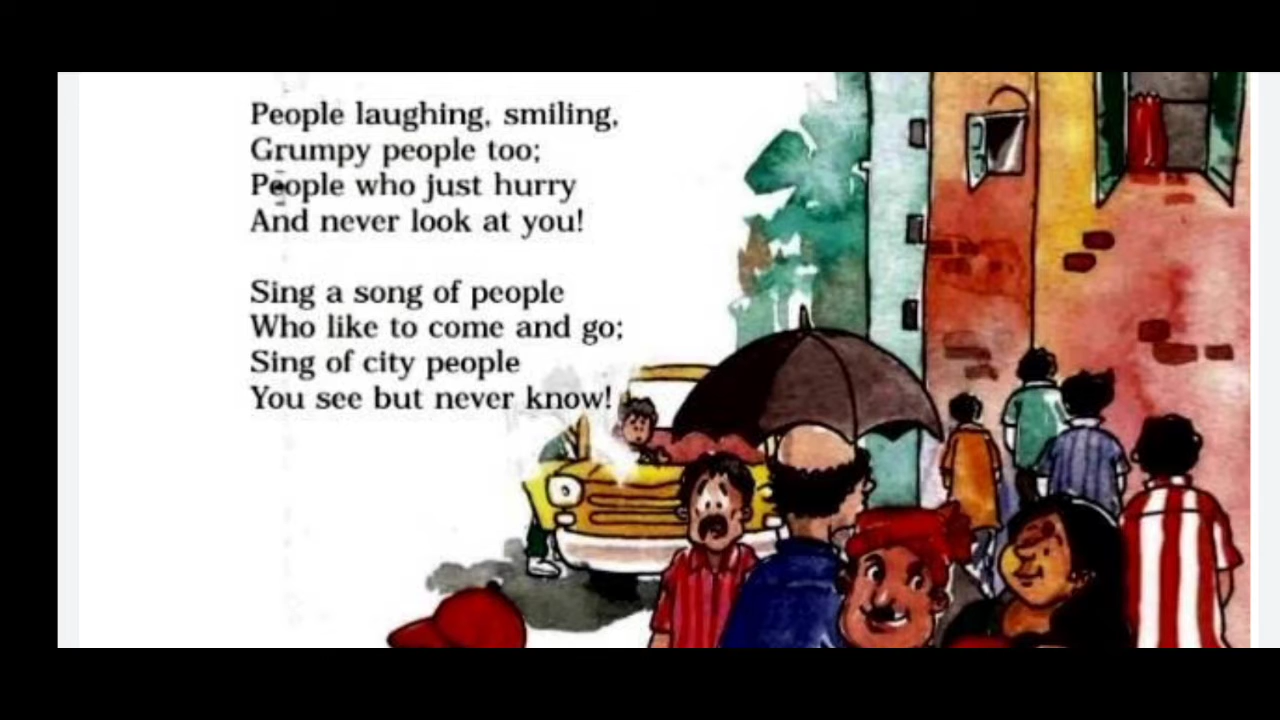 People laughing, smiling,
Grumpy people too;
People who just hurry
And never look at you!

Sing a song of people
Who like to come and go;
Sing of city people
You see but never know!